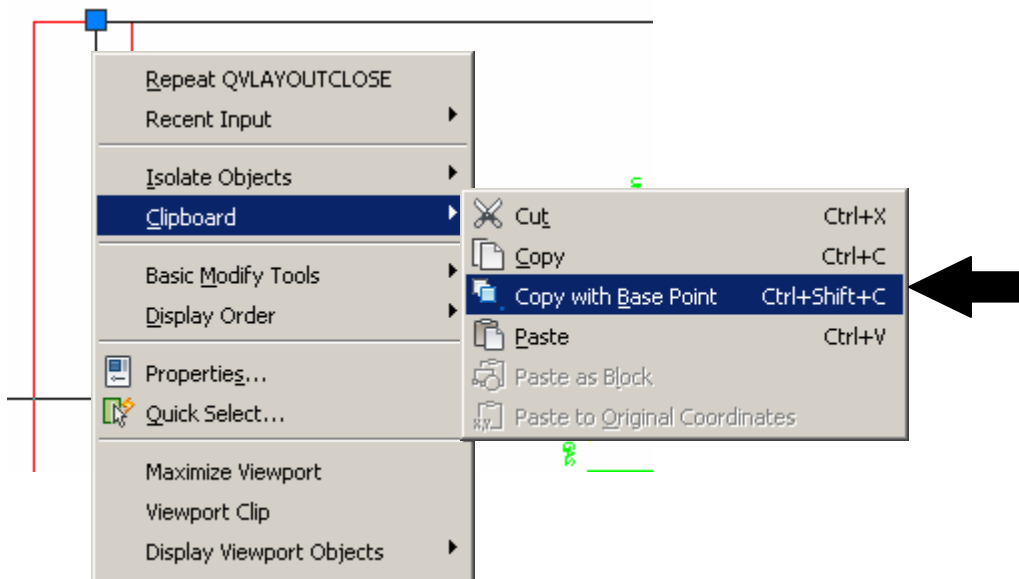 Repeat QVLAYOUTCLOSE
Recent Input
Isolate Objects
Clipboard
Cut Ctrl+X
Copy Ctrl+C
Copy with Base Point Ctrl+Shift+C
Paste Ctrl+V
Paste as Block
Paste to Original Coordinates
Basic Modify Tools
Display Order
Properties...
Quick Select...
Maximize Viewport
Viewport Clip
Display Viewport Objects